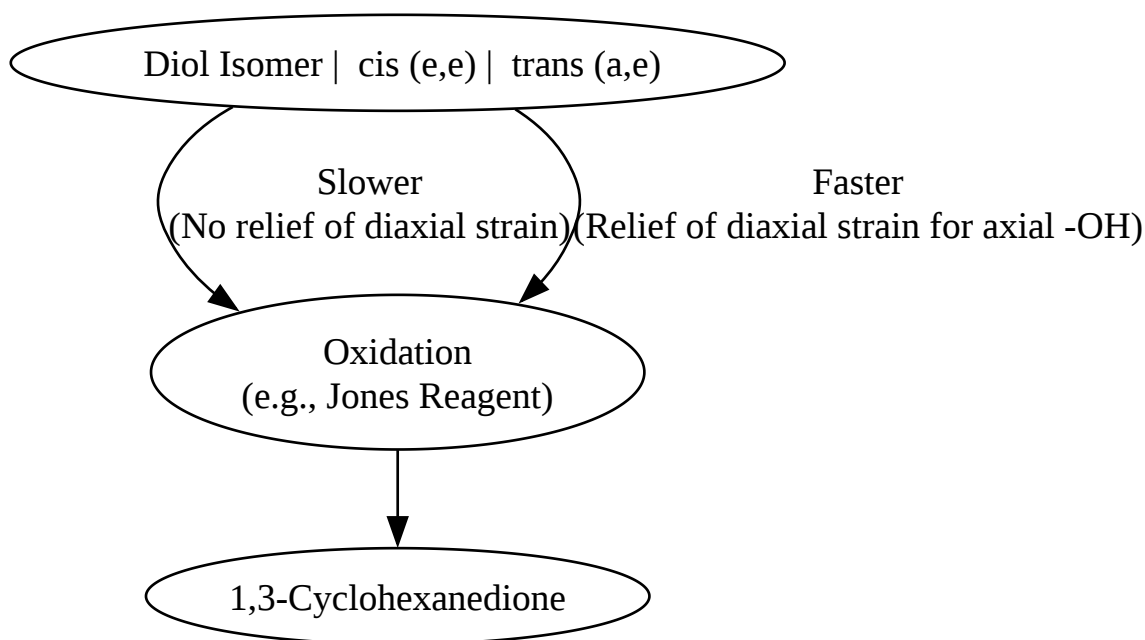 Diol Isomer | cis (e,e) | trans (a,e)
Slower
(No relief of diaxial strain)
Faster
(Relief of diaxial strain for axial -OH)
Oxidation
(e.g., Jones Reagent)
1,3-Cyclohexanedione